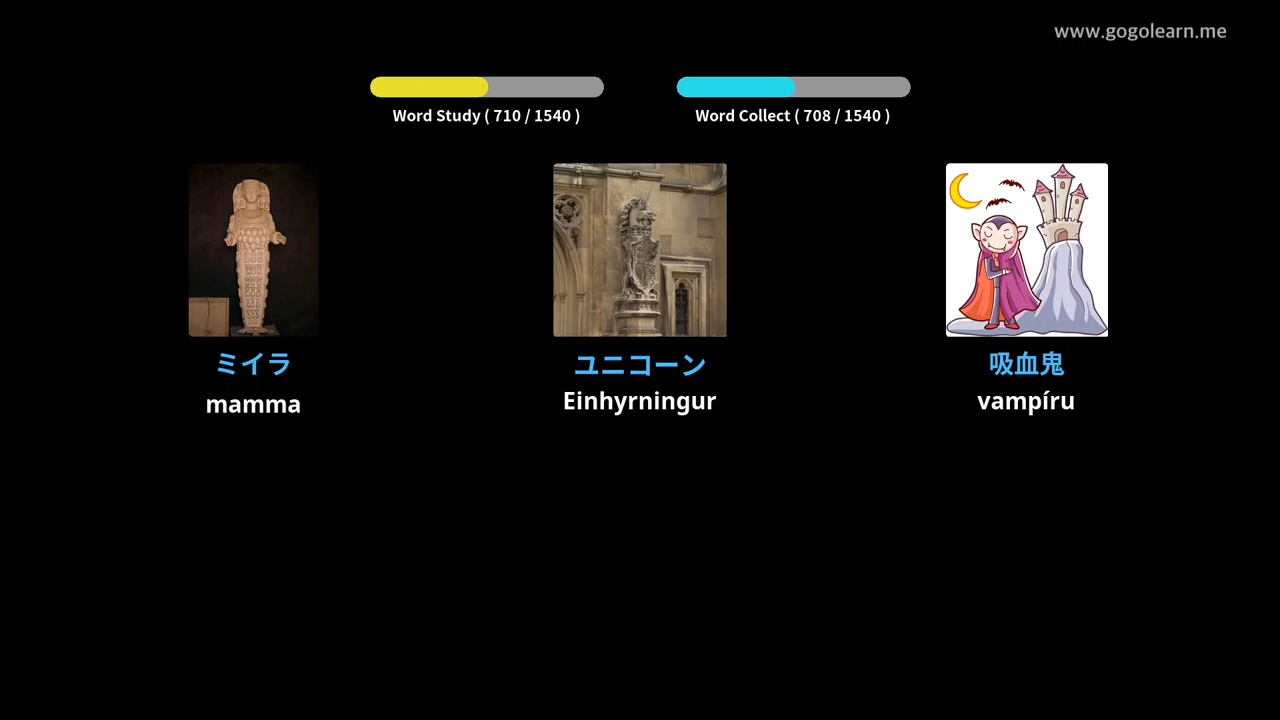 www.gogolearn.me
Word Study ( 710 / 1540 )
Word Collect ( 708 / 1540 )
ミイラ
mamma
ユニコーン
Einhyrningur
吸血鬼
vampíru